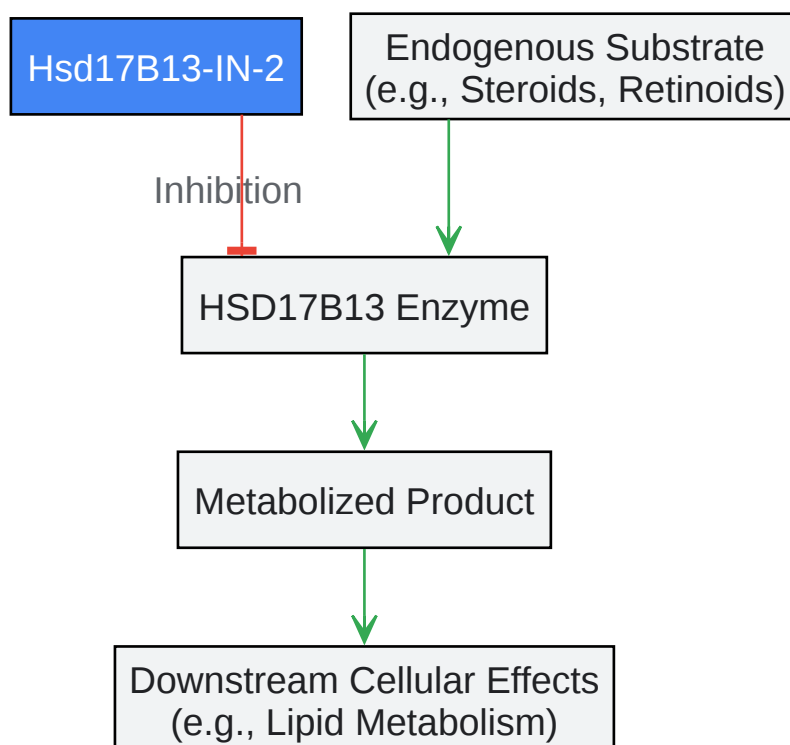 Hsd17B13-IN-2
Endogenous Substrate
(e.g., Steroids, Retinoids)
Inhibition
HSD17B13 Enzyme
Metabolized Product
Downstream Cellular Effects
(e.g., Lipid Metabolism)